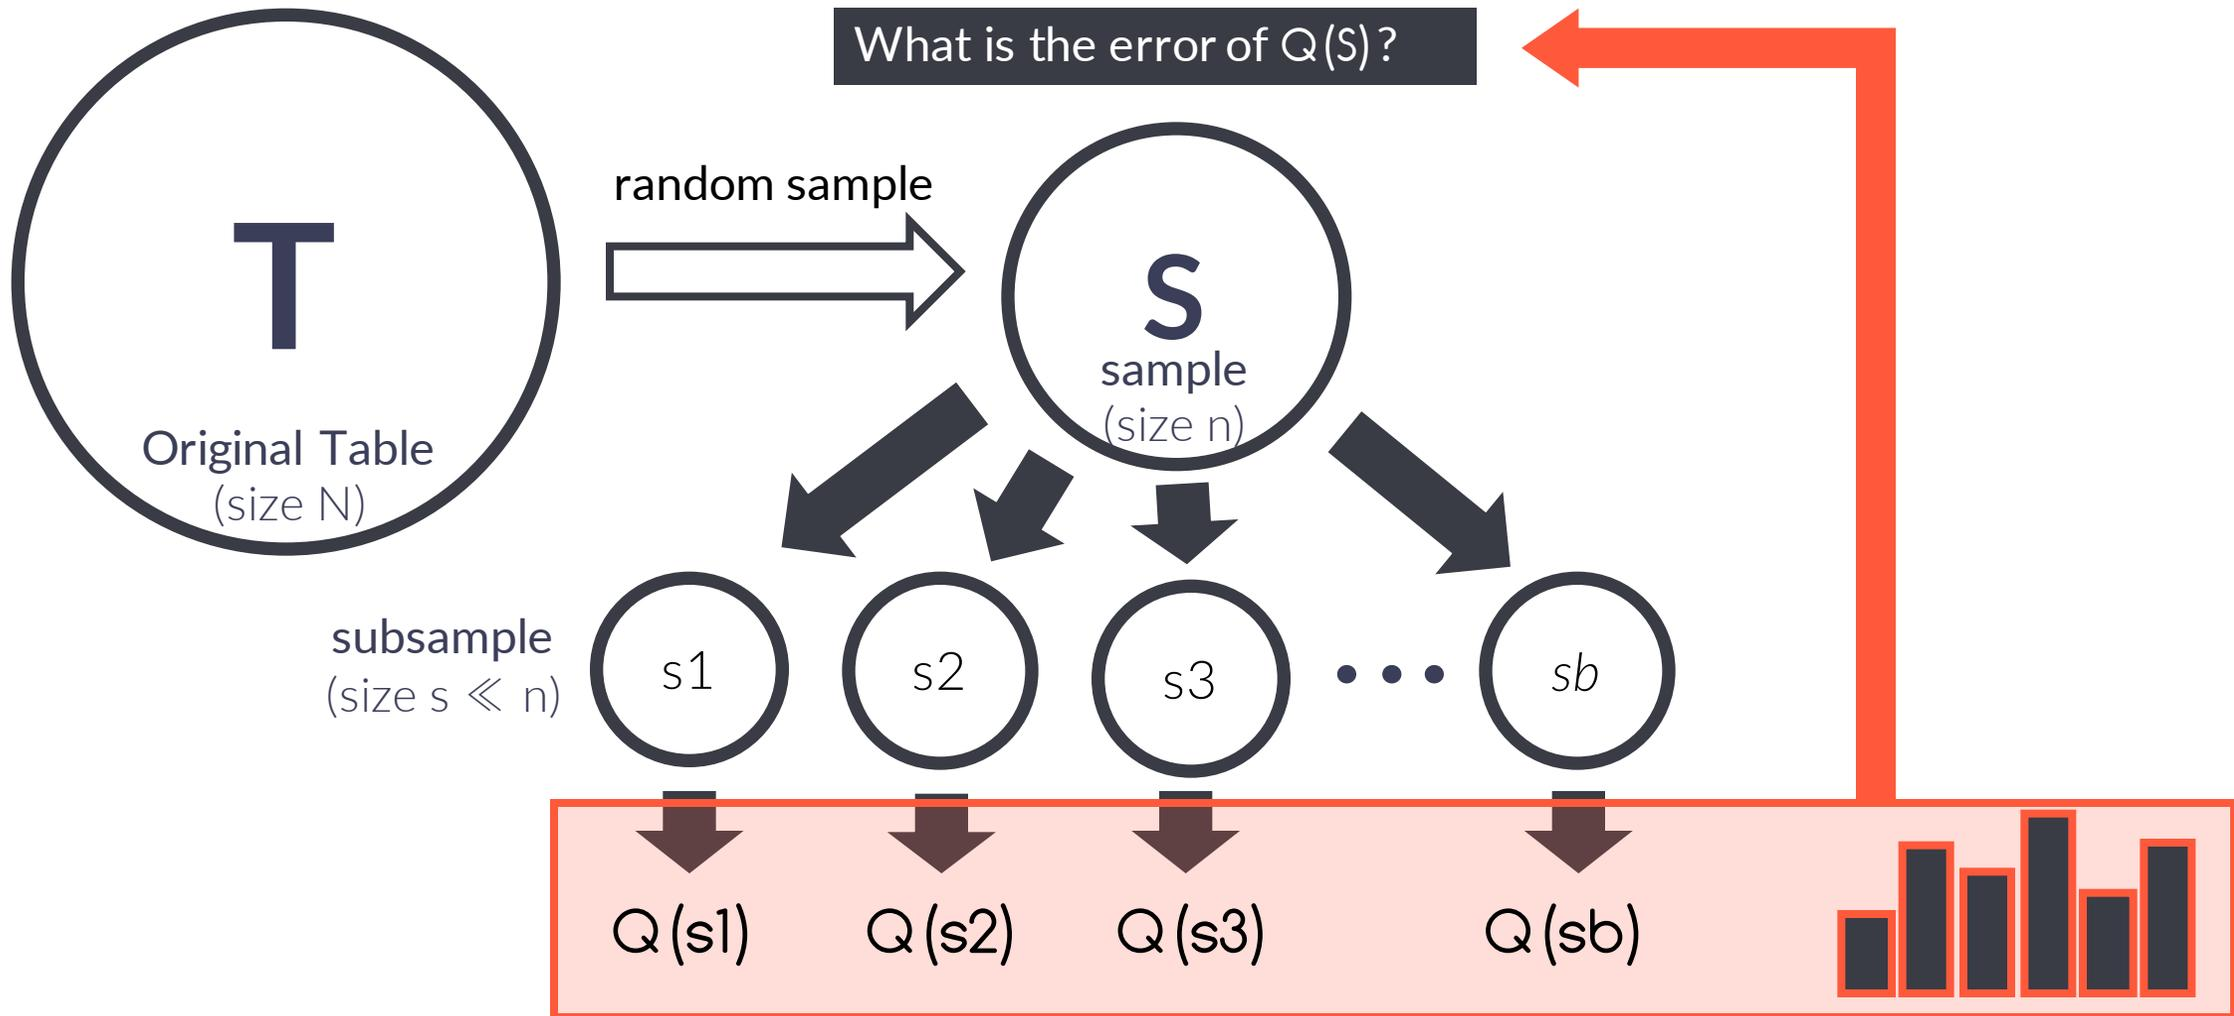 What is the error of Q(S)?
random sample
T
Original Table
(size N)
S
sample
(size n)
subsample
(size s ≪ n)
s1
s2
s3
sb
Q(s1)
Q(s2)
Q(s3)
Q(sb)